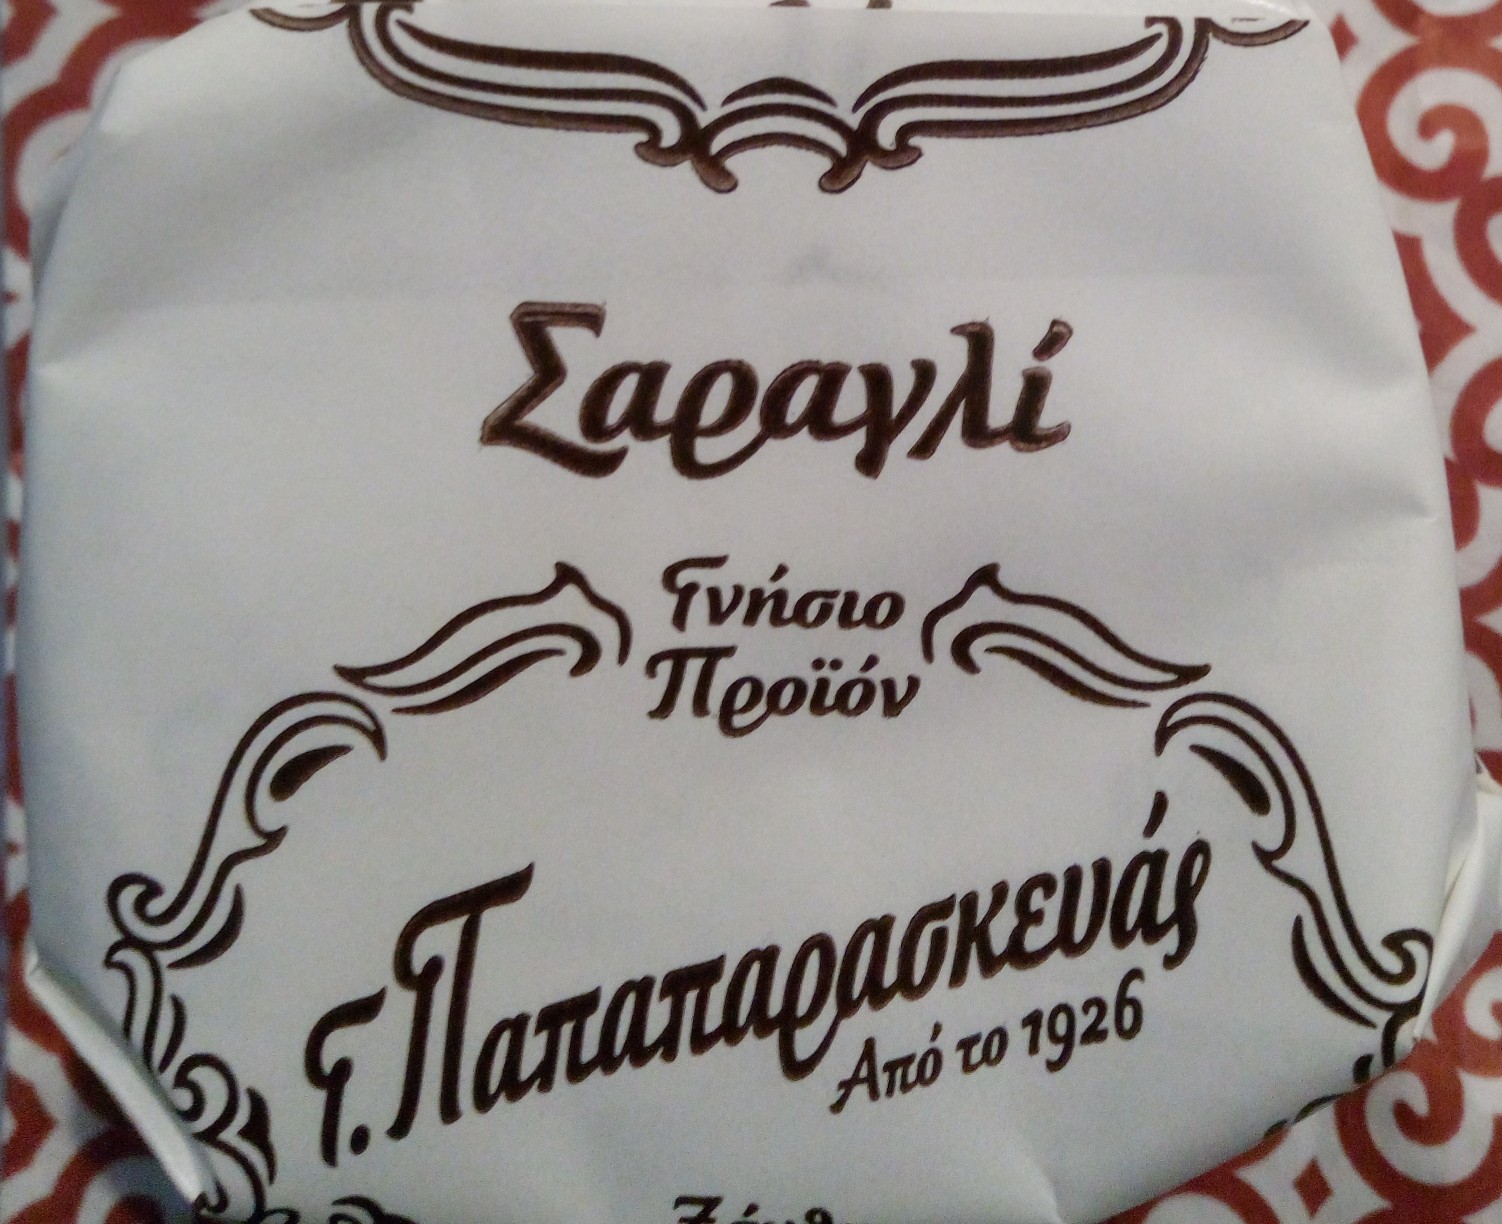 Σαραγλί
Γνήσιο
Προϊόν
Γ. Παπαπαρασκευάς
Από το 1926